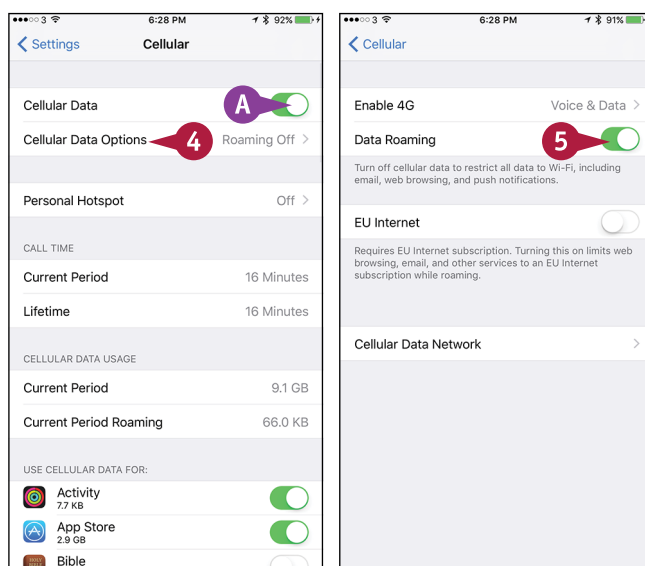 3 6:28 PM 92%
Settings Cellular
Cellular Data A
Cellular Data Options 4 Roaming Off
Personal Hotspot Off
CALL TIME
Current Period 16 Minutes
Lifetime 16 Minutes
CELLULAR DATA USAGE
Current Period 9.1 GB
Current Period Roaming 66.0 KB
USE CELLULAR DATA FOR:
Activity
7.7 KB
App Store
2.9 GB
HOLY BIBLE
Bible
3 6:28 PM 91%
Cellular
Enable 4G Voice & Data
Data Roaming 5
Turn off cellular data to restrict all data to Wi-Fi, including
email, web browsing, and push notifications.
EU Internet
Requires EU Internet subscription. Turning this on limits web
browsing, email, and other services to an EU Internet
subscription while roaming.
Cellular Data Network